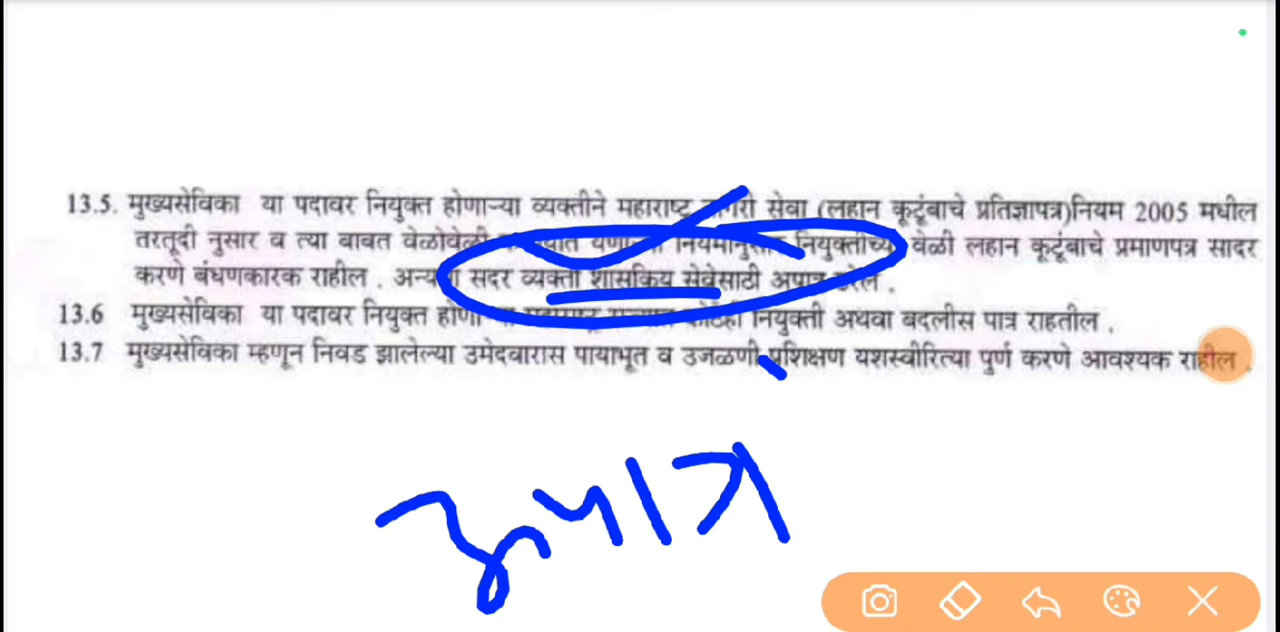 13.5. मुख्यसेविका या पदावर नियुक्त होणाऱ्या व्यक्तीने महाराष्ट्र नागरी सेवा (लहान कूटूंबाचे प्रतिज्ञापत्र)नियम 2005 मधील
तरतूदी नुसार व त्या बाबत वेळोवेळी नियमानुसार नियुक्तीच्या वेळी लहान कूटूंबाचे प्रमाणपत्र सादर
करणे बंधणकारक राहील . अन्यथा सदर व्यक्ती शासकिय सेवेसाठी अपात्र ठरेल .
13.6 मुख्यसेविका या पदावर नियुक्त कोठेही नियुक्ती अथवा बदलीस पात्र राहतील .
13.7 मुख्यसेविका म्हणून निवड झालेल्या उमेदवारास पायाभूत व उजळणी प्रशिक्षण यशस्वीरित्या पुर्ण करणे आवश्यक राहील .
अपात्र